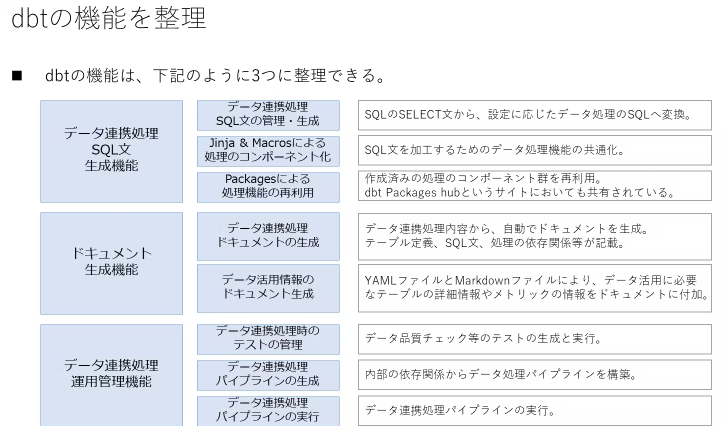 dbtの機能を整理
■ dbtの機能は、下記のように3つに整理できる。
データ連携処理
SQL文
生成機能
データ連携処理
SQL文の管理・生成
SQLのSELECT文から、設定に応じたデータ処理のSQLへ変換。
Jinja & Macrosによる
処理のコンポーネント化
SQL文を加工するためのデータ処理機能の共通化。
Packagesによる
処理機能の再利用
作成済みの処理のコンポーネント群を再利用。
dbt Packages hubというサイトにおいても共有されている。
ドキュメント
生成機能
データ連携処理
ドキュメントの生成
データ連携処理内容から、自動でドキュメントを生成。
テーブル定義、SQL文、処理の依存関係等が記載。
データ活用情報の
ドキュメント生成
YAMLファイルとMarkdownファイルにより、データ活用に必要
なテーブルの詳細情報やメトリックの情報をドキュメントに付加。
データ連携処理
運用管理機能
データ連携処理時の
テストの管理
データ品質チェック等のテストの生成と実行。
データ連携処理
パイプラインの生成
内部の依存関係からデータ処理パイプラインを構築。
データ連携処理
パイプラインの実行
データ連携処理パイプラインの実行。